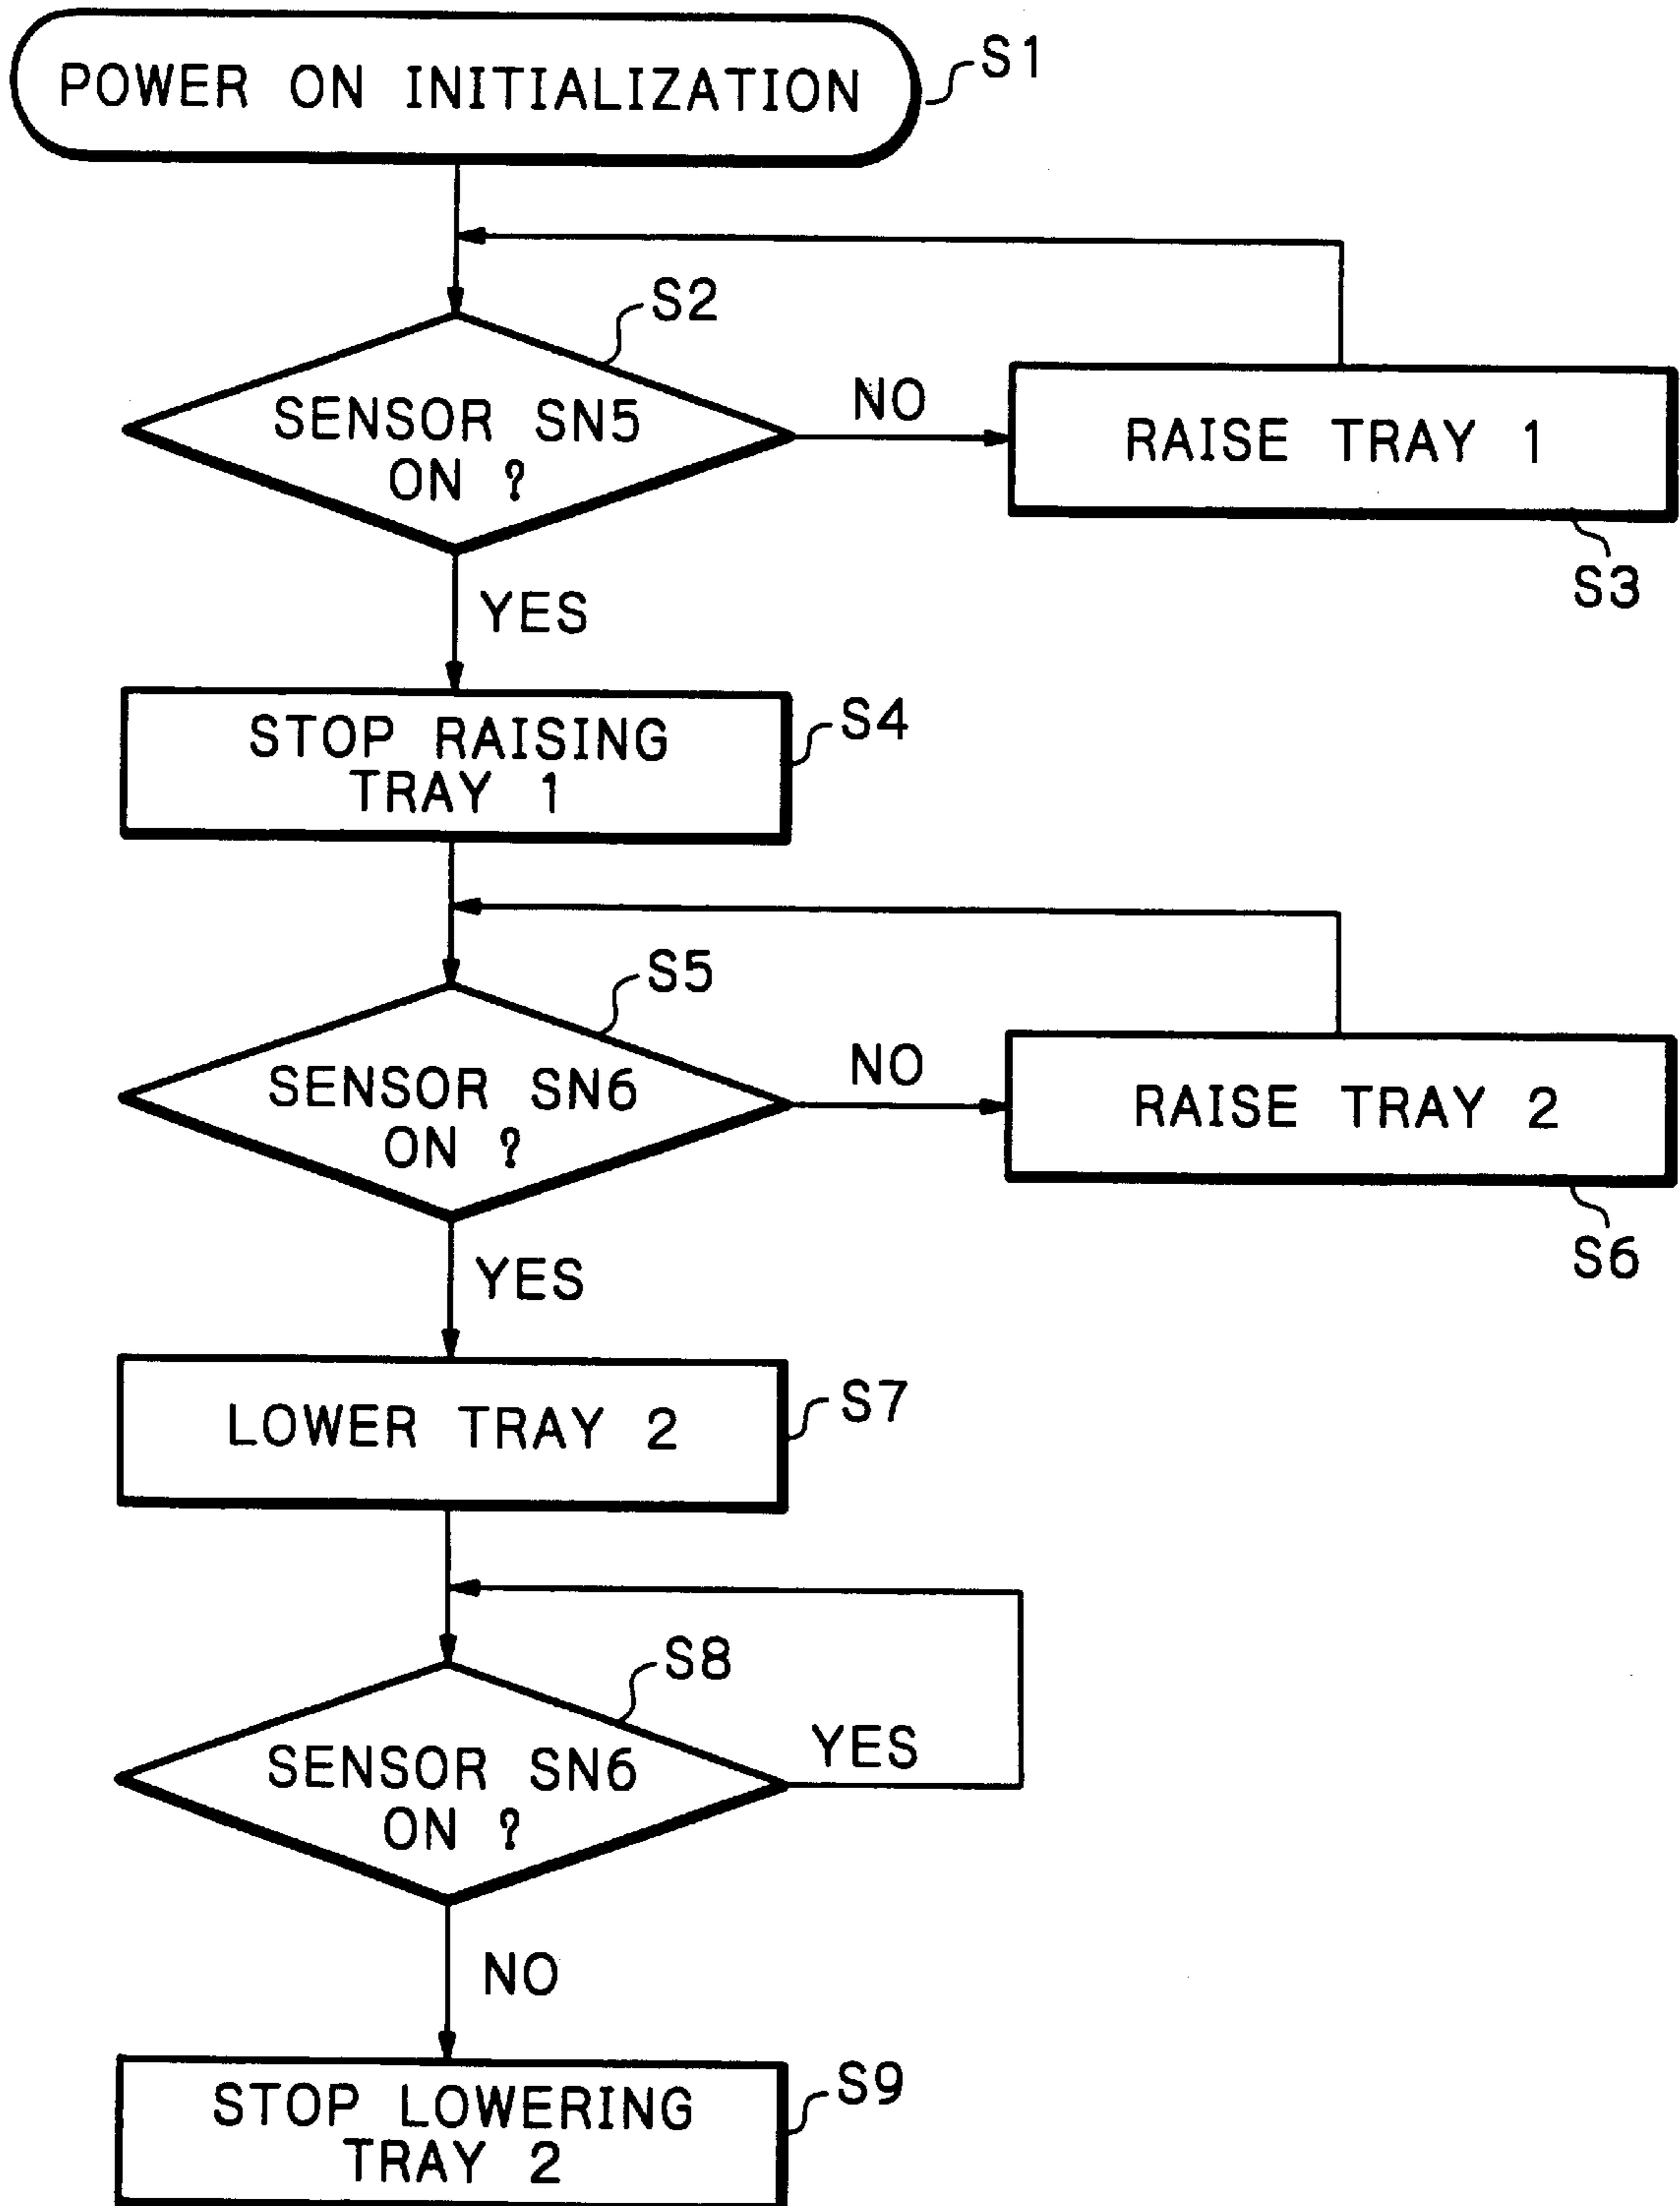 POWER ON INITIALIZATION
S1
S2
SENSOR SN5
ON ?
NO
RAISE TRAY 1
S3
YES
STOP RAISING
TRAY 1
S4
S5
SENSOR SN6
ON ?
NO
RAISE TRAY 2
S6
YES
LOWER TRAY 2
S7
S8
SENSOR SN6
ON ?
YES
NO
STOP LOWERING
TRAY 2
S9